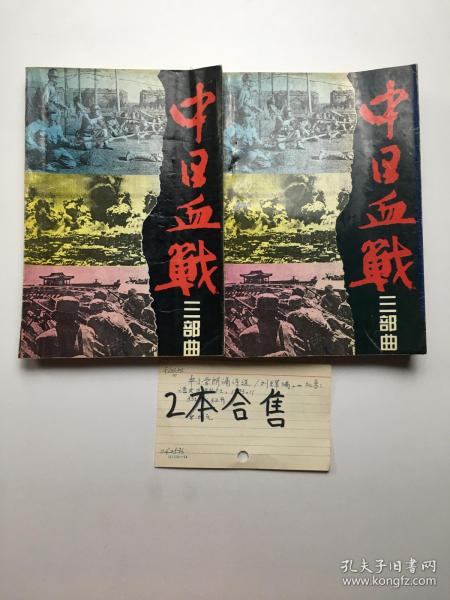 中日血戰
三部曲
中日血戰
三部曲
2本合售
孔夫子旧书网
www.kongfz.com